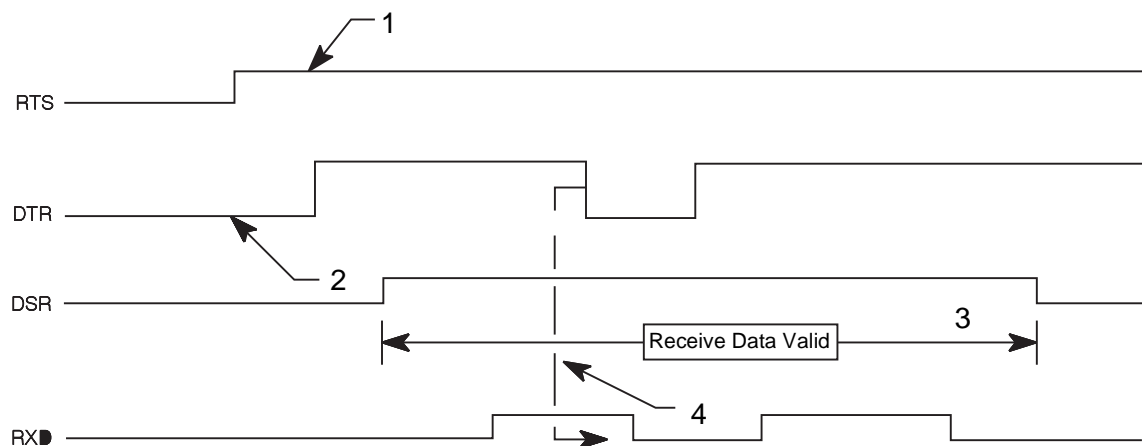 1
RTS
DTR
2
DSR
3
Receive Data Valid
4
RXD